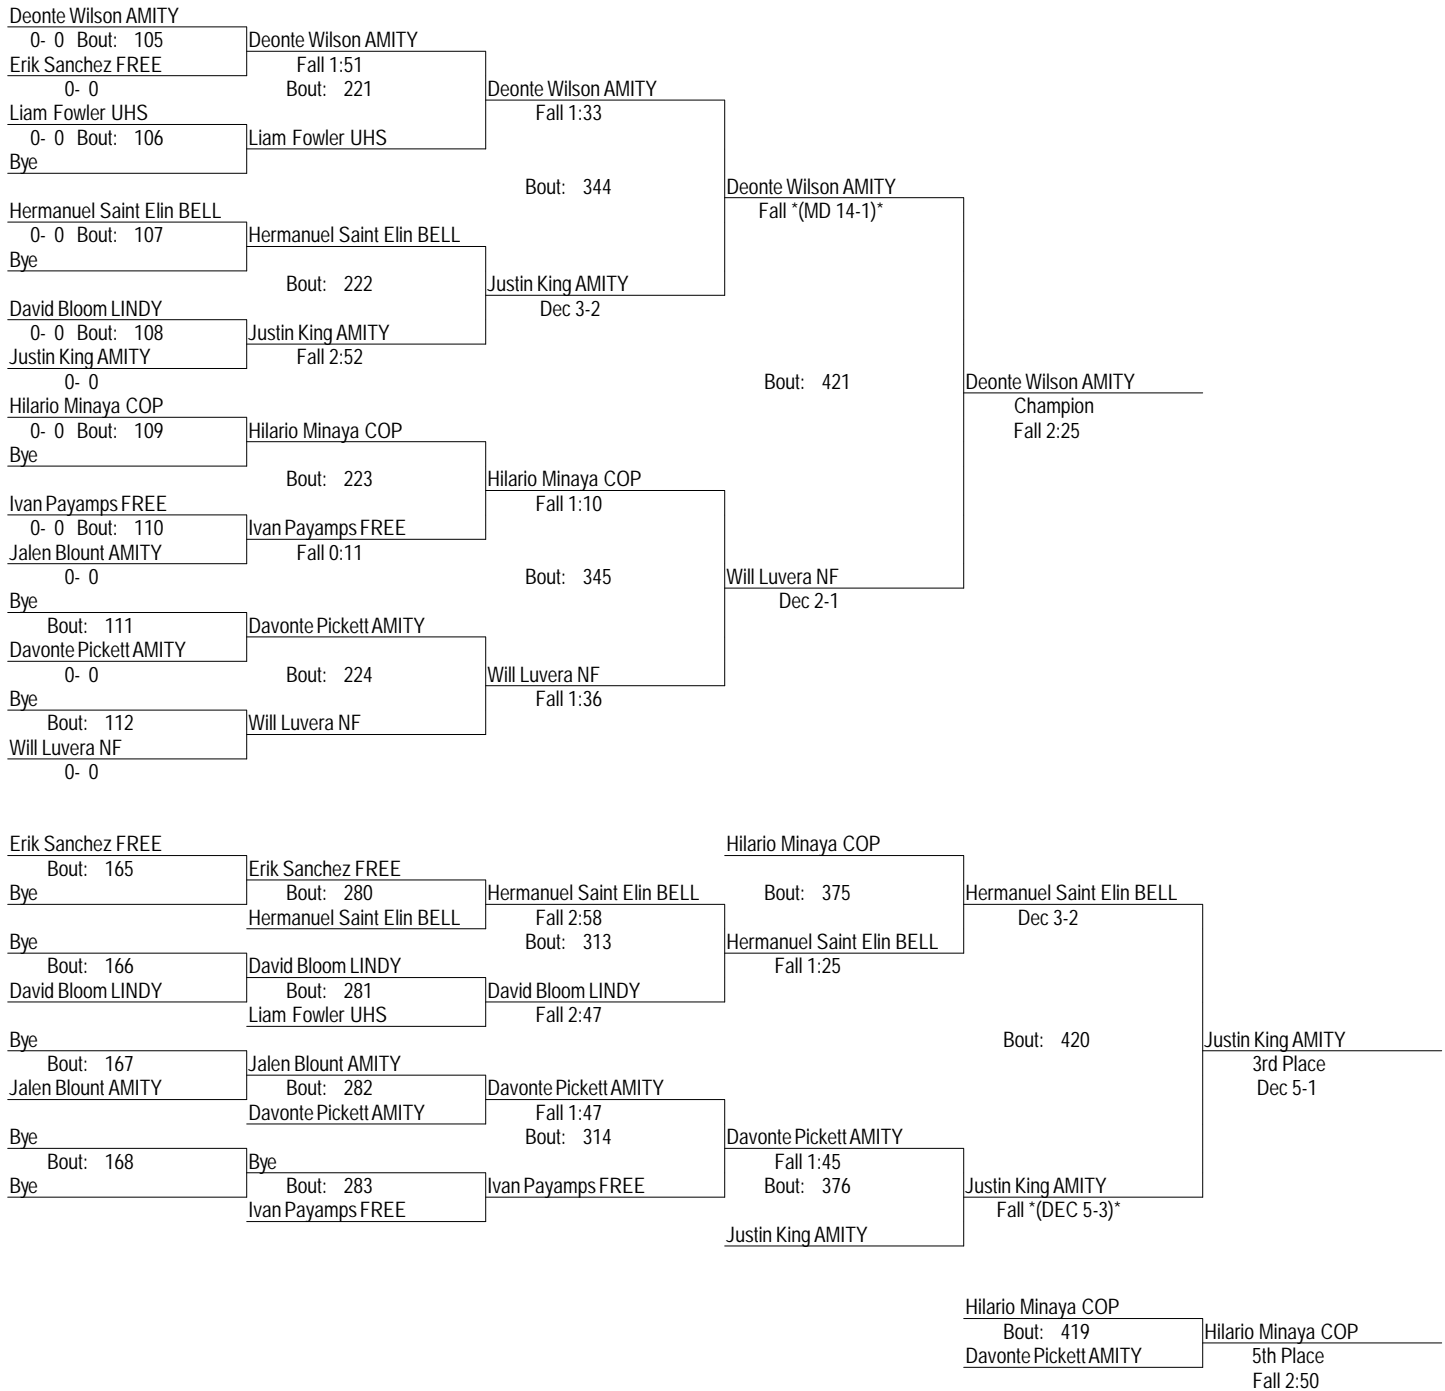 Deonte Wilson AMITY
0- 0 Bout: 105
Deonte Wilson AMITY
Erik Sanchez FREE
Fall 1:51
0- 0
Bout: 221
Deonte Wilson AMITY
Liam Fowler UHS
Fall 1:33
0- 0 Bout: 106
Liam Fowler UHS
Bye
Bout: 344
Deonte Wilson AMITY
Hermanuel Saint Elin BELL
Fall *(MD 14-1)*
0- 0 Bout: 107
Hermanuel Saint Elin BELL
Bye
Bout: 222
Justin King AMITY
David Bloom LINDY
Dec 3-2
0- 0 Bout: 108
Justin King AMITY
Justin King AMITY
Fall 2:52
0- 0
Bout: 421
Deonte Wilson AMITY
Hilario Minaya COP
Champion
0- 0 Bout: 109
Hilario Minaya COP
Fall 2:25
Bye
Bout: 223
Hilario Minaya COP
Ivan Payamps FREE
Fall 1:10
0- 0 Bout: 110
Ivan Payamps FREE
Jalen Blount AMITY
Fall 0:11
0- 0
Bout: 345
Will Luvera NF
Bye
Dec 2-1
Bout: 111
Davonte Pickett AMITY
Davonte Pickett AMITY
0- 0
Bout: 224
Will Luvera NF
Bye
Fall 1:36
Bout: 112
Will Luvera NF
Will Luvera NF
0- 0
Erik Sanchez FREE
Hilario Minaya COP
Bout: 165
Erik Sanchez FREE
Bye
Bout: 280
Hermanuel Saint Elin BELL
Bout: 375
Hermanuel Saint Elin BELL
Hermanuel Saint Elin BELL
Fall 2:58
Dec 3-2
Bye
Bout: 313
Hermanuel Saint Elin BELL
Bout: 166
David Bloom LINDY
Fall 1:25
David Bloom LINDY
Bout: 281
David Bloom LINDY
Liam Fowler UHS
Fall 2:47
Bye
Bout: 420
Justin King AMITY
Bout: 167
Jalen Blount AMITY
3rd Place
Jalen Blount AMITY
Bout: 282
Davonte Pickett AMITY
Dec 5-1
Davonte Pickett AMITY
Fall 1:47
Bye
Bout: 314
Davonte Pickett AMITY
Bout: 168
Bye
Fall 1:45
Bye
Bout: 283
Ivan Payamps FREE
Bout: 376
Justin King AMITY
Ivan Payamps FREE
Fall *(DEC 5-3)*
Justin King AMITY
Hilario Minaya COP
Bout: 419
Hilario Minaya COP
Davonte Pickett AMITY
5th Place
Fall 2:50